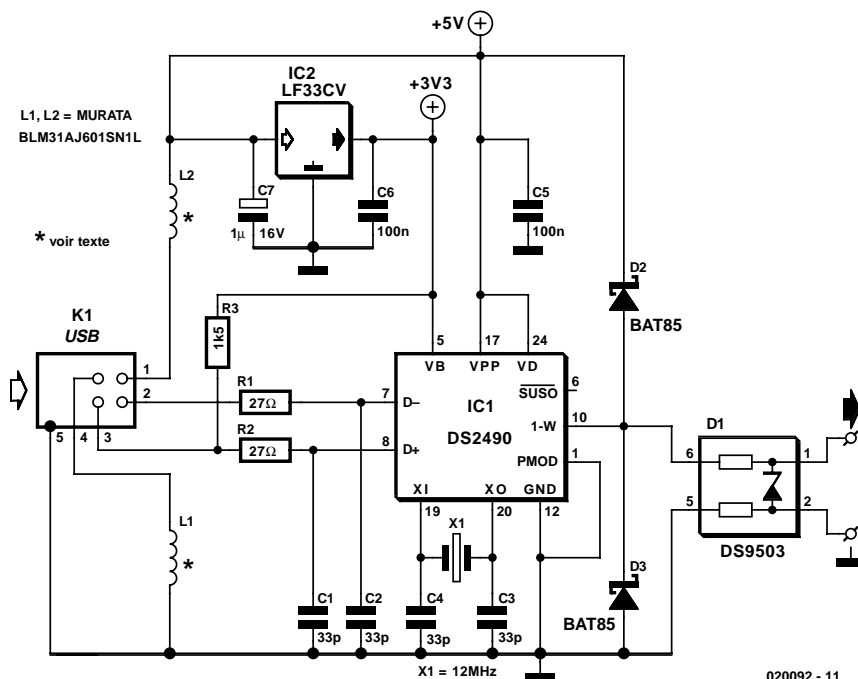 +5V
IC2
LF33CV
+3V3
L1, L2 = MURATA
BLM31AJ601SN1L
L2
*
C7
1µ
16V
C6
100n
C5
100n
* voir texte
D2
BAT85
K1
USB
R3
1k5
1
2
5
4
3
R1
27Ω
R2
27Ω
5
17
24
VB
VPP
VD
7
D–
8
D+
SUSO
6
IC1
DS2490
1-W
10
PMOD
1
XI
XO
GND
19
20
12
X1
D1
6
1
5
2
DS9503
L1
*
C1
33p
C2
33p
C4
33p
C3
33p
D3
BAT85
X1 = 12MHz
020092 - 11